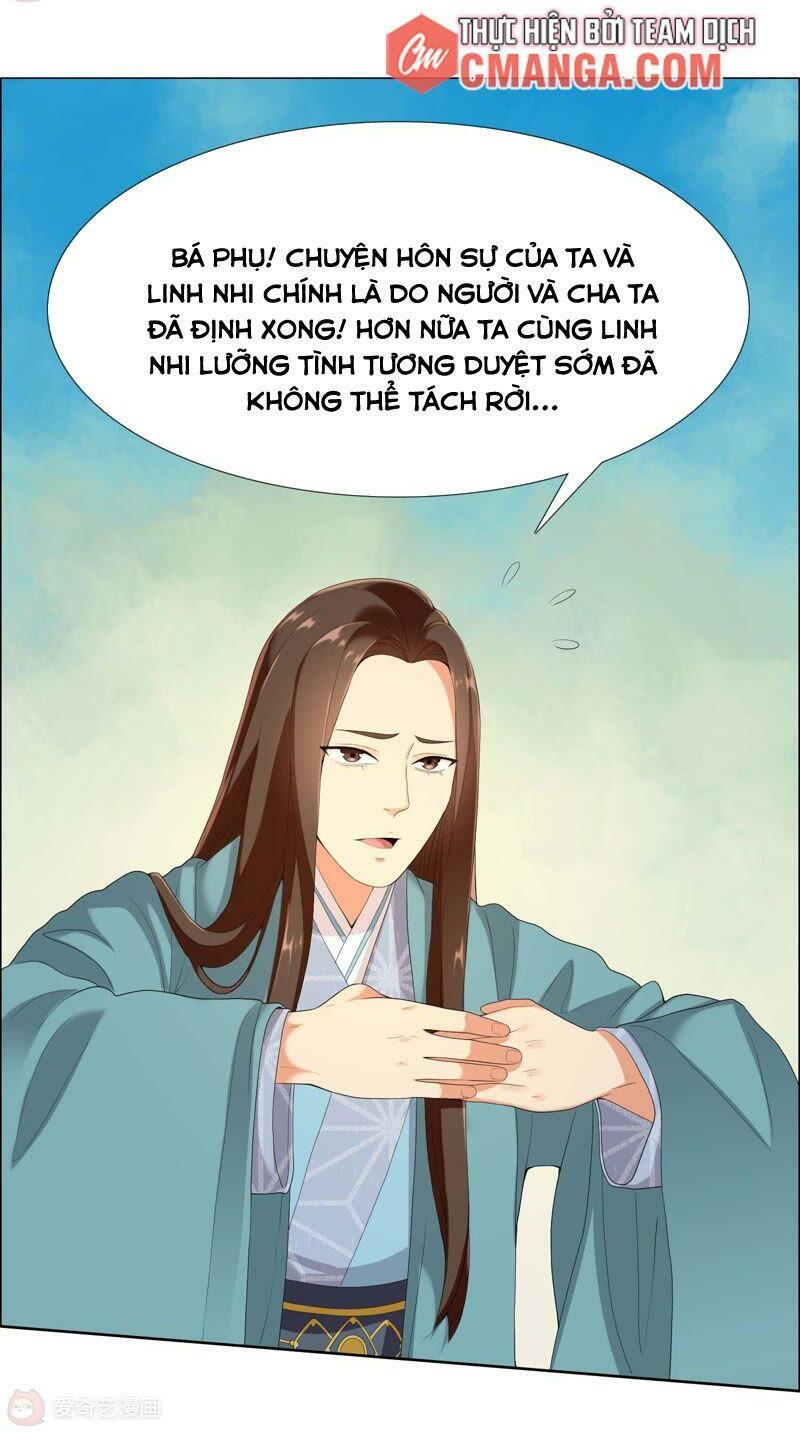 THỰC HIỆN BỞI TEAM DỊCH
Cm CMANGA.COM
BÁ PHỤ! CHUYỆN HÔN SỰ CỦA TA VÀ
LINH NHI CHÍNH LÀ DO NGƯỜI VÀ CHA TA
ĐÃ ĐỊNH XONG! HƠN NỮA TA CÙNG LINH
NHI LƯỠNG TÌNH TƯƠNG DUYỆT SỚM ĐÃ
KHÔNG THỂ TÁCH RỜI...
爱奇艺漫画